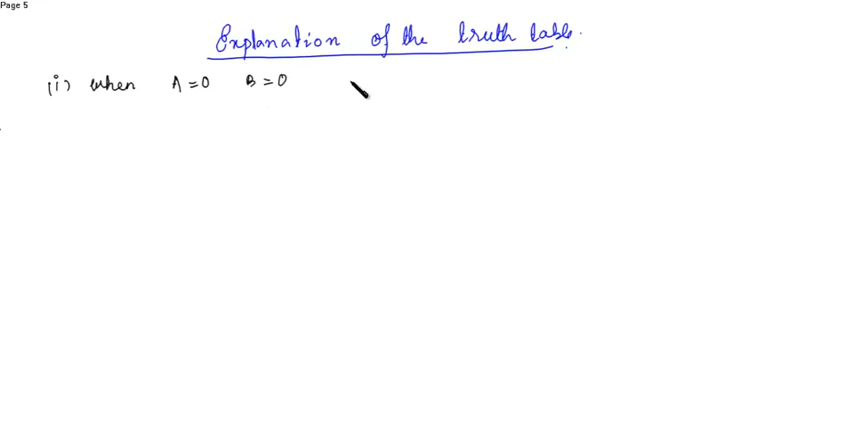 Page 5
Explanation of the truth table.
(i) when A = 0 B = 0